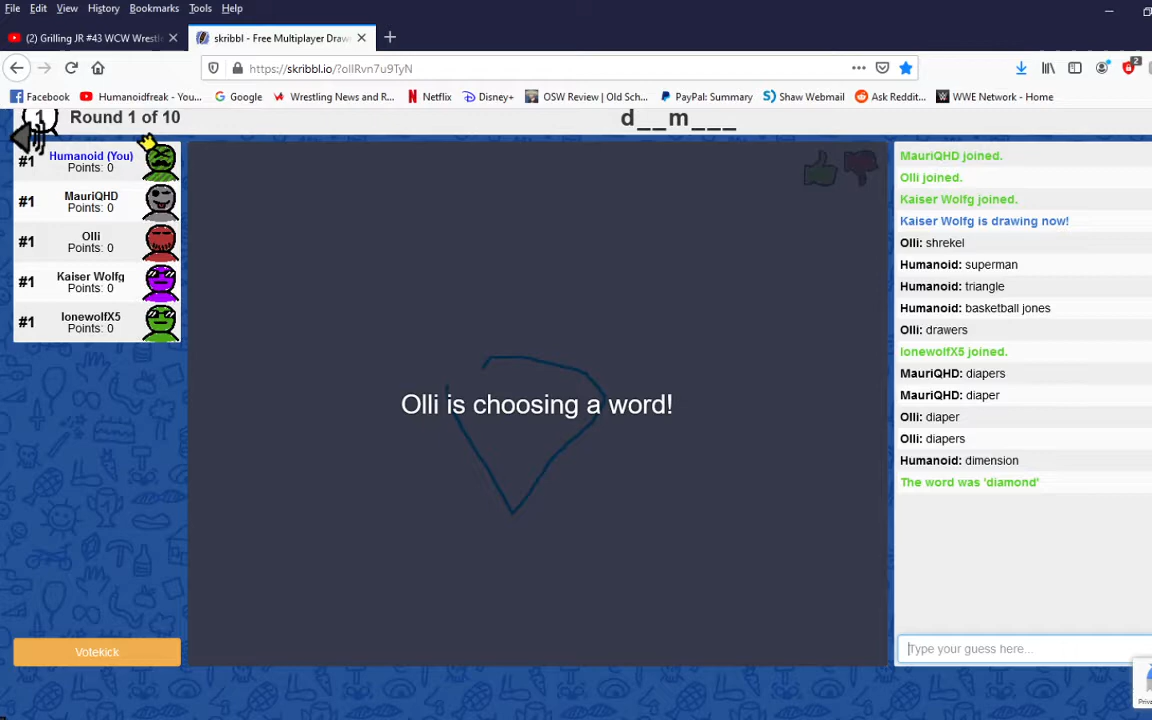 File Edit View History Bookmarks Tools Help
(2) Grilling JR #43 WCW Wrestl
skribbl - Free Multiplayer Draw
https://skribbl.io/?oIlRvn7u9TyN
2
Facebook Humanoidfreak - You... Google Wrestling News and R... Netflix Disney+ OSW Review | Old Sch... PayPal: Summary Shaw Webmail Ask Reddit... WWE Network - Home
1 Round 1 of 10 d__m___
#1 Humanoid (You)
Points: 0
#1 MauriQHD
Points: 0
#1 Olli
Points: 0
#1 Kaiser Wolfg
Points: 0
#1 lonewolfX5
Points: 0
Votekick
Olli is choosing a word!
MauriQHD joined.
Olli joined.
Kaiser Wolfg joined.
Kaiser Wolfg is drawing now!
Olli: shrekel
Humanoid: superman
Humanoid: triangle
Humanoid: basketball jones
Olli: drawers
lonewolfX5 joined.
MauriQHD: diapers
MauriQHD: diaper
Olli: diaper
Olli: diapers
Humanoid: dimension
The word was 'diamond'
Type your guess here...
Priva